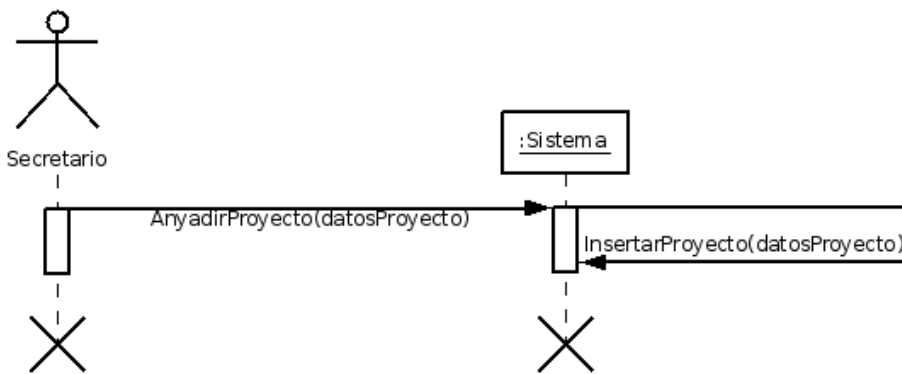 Secretario
:Sistema
AnyadirProyecto(datosProyecto)
InsertarProyecto(datosProyecto)